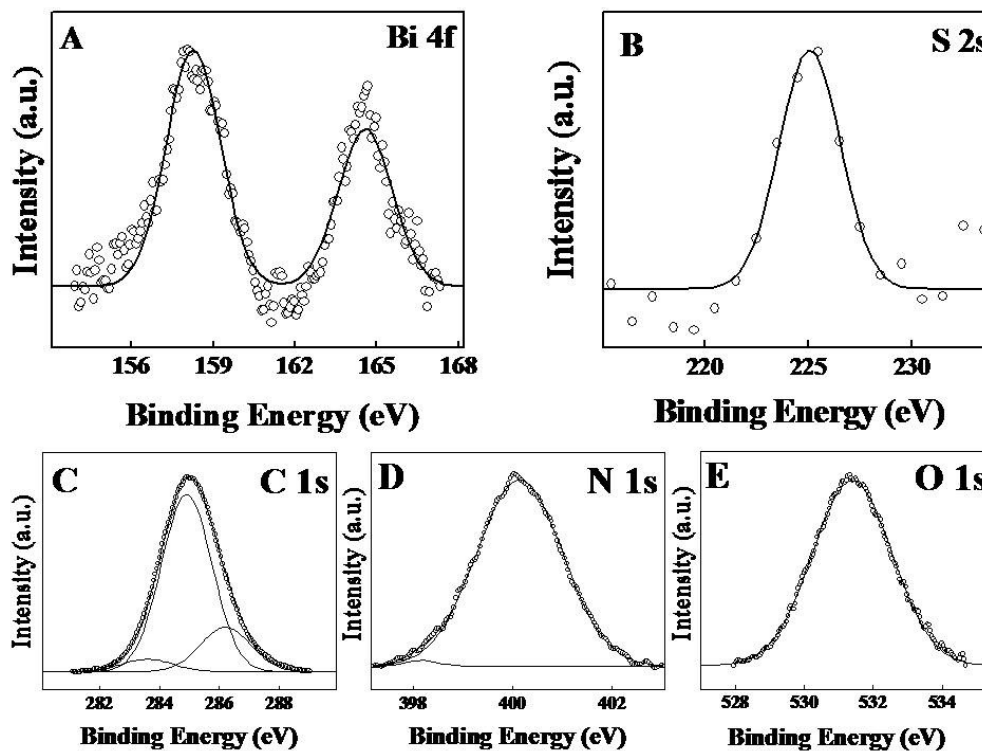 A
Bi 4f
Intensity (a.u.)
156 159 162 165 168
Binding Energy (eV)
B
S 2s
Intensity (a.u.)
220 225 230
Binding Energy (eV)
C
C 1s
Intensity (a.u.)
282 284 286 288
Binding Energy (eV)
D
N 1s
Intensity (a.u.)
398 400 402
Binding Energy (eV)
E
O 1s
Intensity (a.u.)
528 530 532 534
Binding Energy (eV)